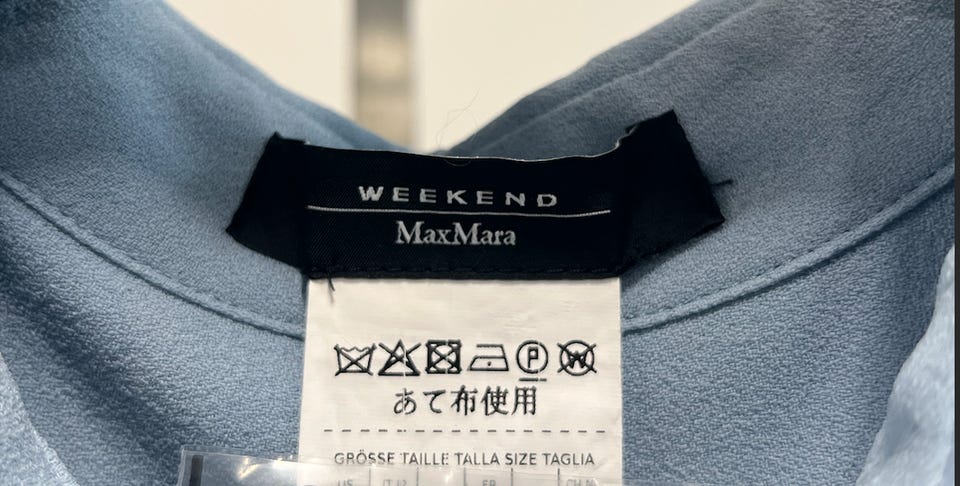 WEEKEND
MaxMara
P W
あて布使用
GRÖSSE TAILLE TALLA SIZE TAGLIA